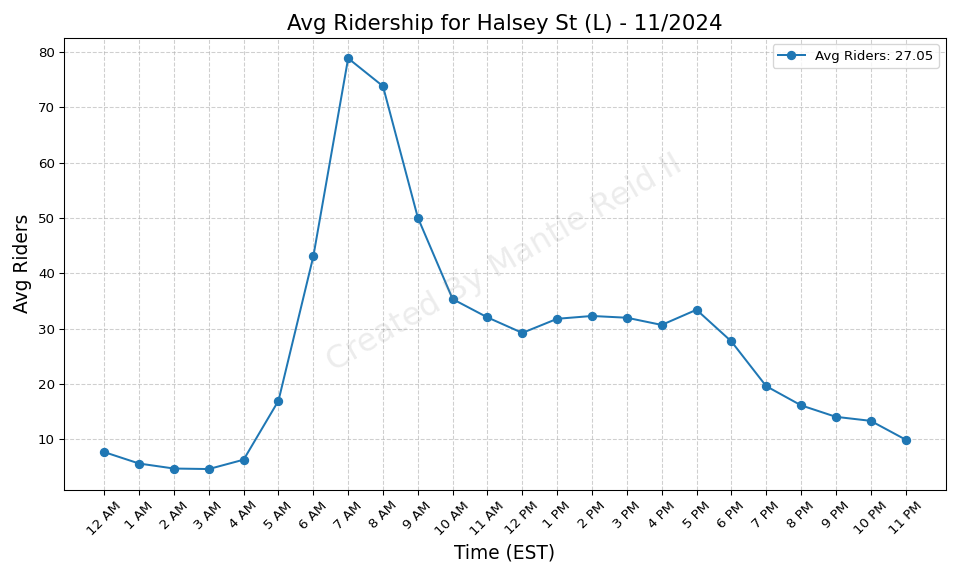 Avg Ridership for Halsey St (L) - 11/2024
Avg Riders: 27.05
80
70
60
50
40
30
20
10
Avg Riders
Created By Mantie Reid II
12 AM
1 AM
2 AM
3 AM
4 AM
5 AM
6 AM
7 AM
8 AM
9 AM
10 AM
11 AM
12 PM
1 PM
2 PM
3 PM
4 PM
5 PM
6 PM
7 PM
8 PM
9 PM
10 PM
11 PM
Time (EST)